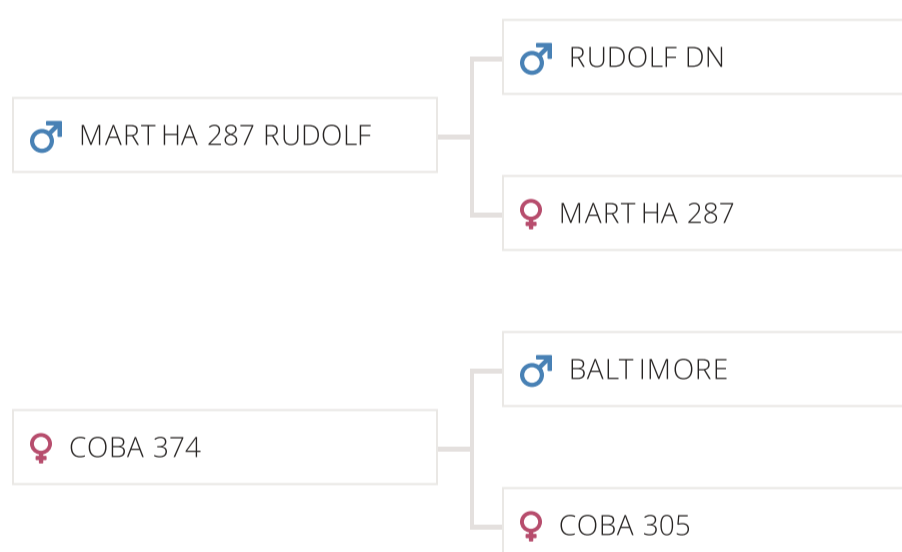 RUDOLF DN
MARTHA 287 RUDOLF
MARTHA 287
BALTIMORE
COBA 374
COBA 305